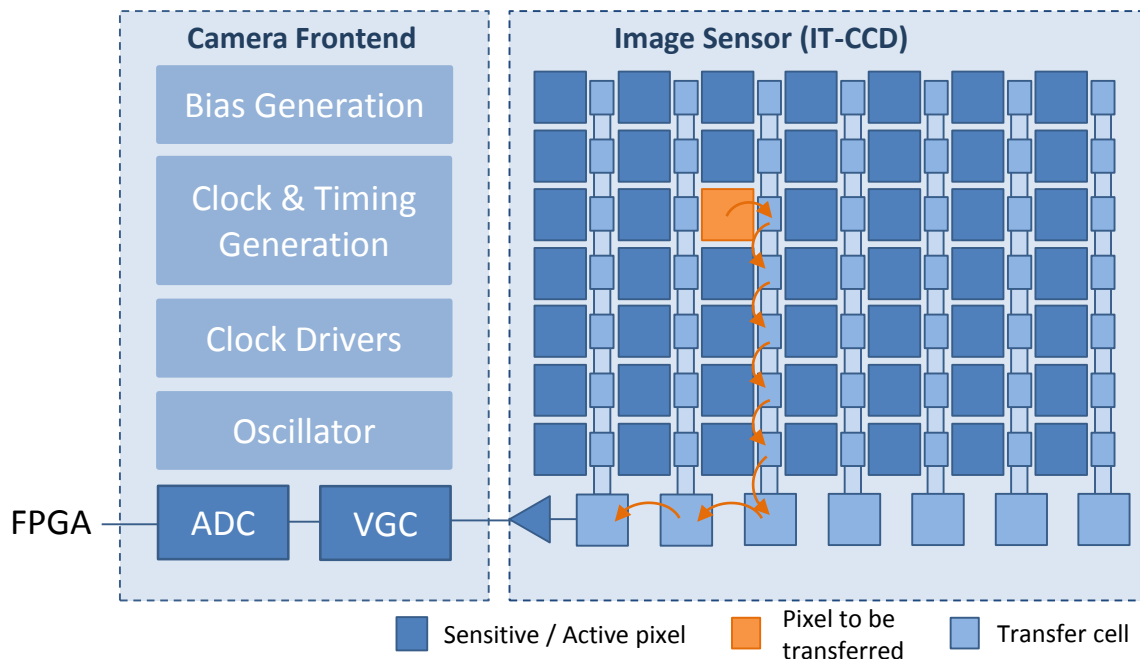 Camera Frontend
Bias Generation
Clock & Timing
Generation
Clock Drivers
Oscillator
FPGA
ADC
VGC
Image Sensor (IT-CCD)
Sensitive / Active pixel
Pixel to be
transferred
Transfer cell